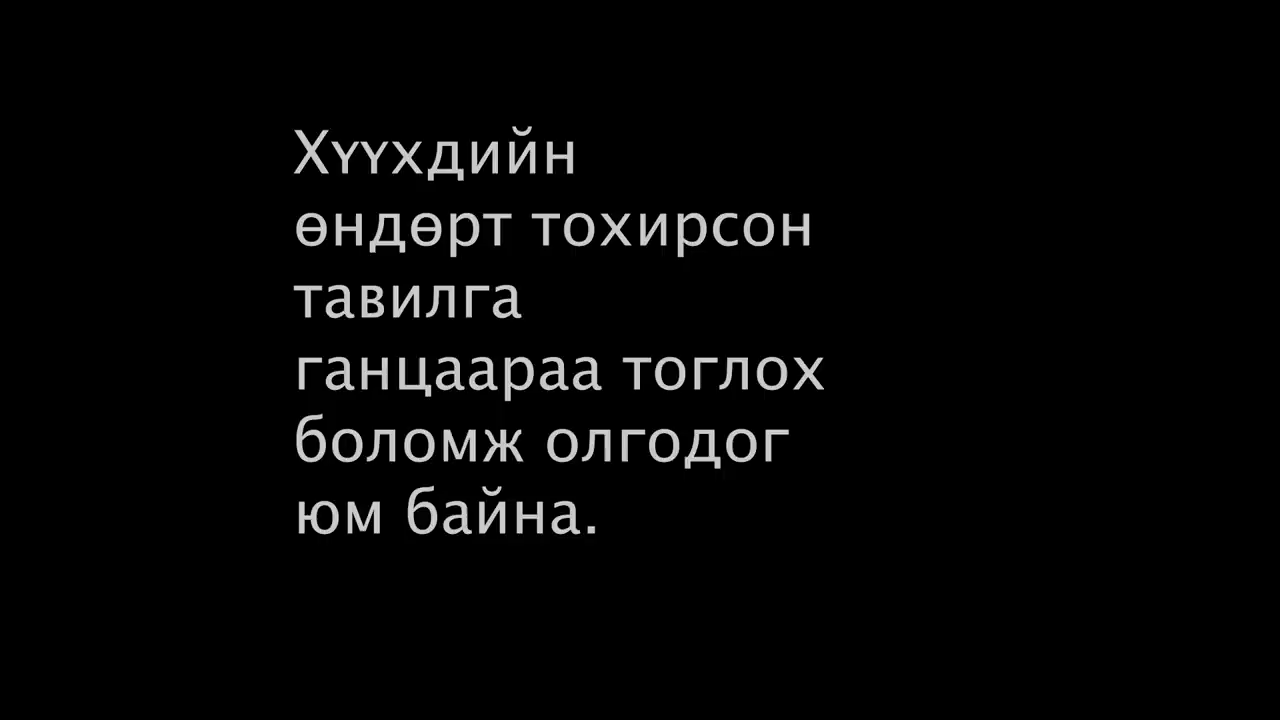 Хүүхдийн
өндөрт тохирсон
тавилга
ганцаараа тоглох
боломж олгодог
юм байна.